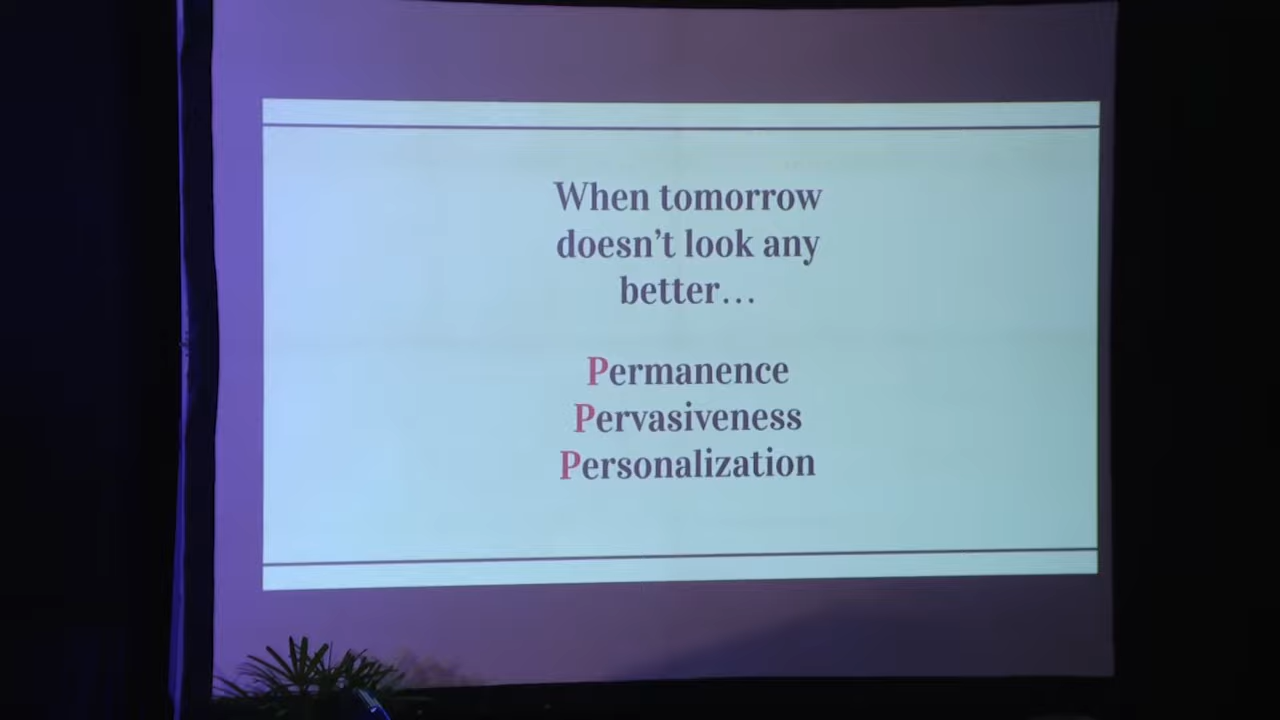 When tomorrow
doesn’t look any
better...
Permanence
Pervasiveness
Personalization